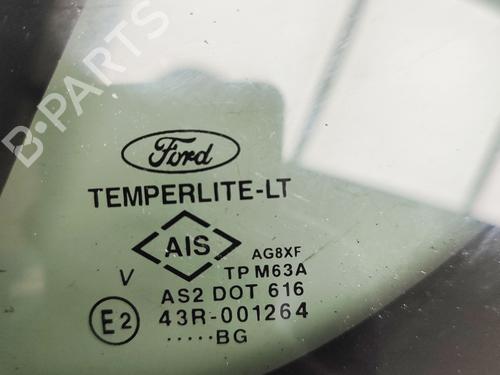 B-PARTS
Ford
TEMPERLITE-LT
AIS
AG8XF
V TP M63A
AS2 DOT 616
E2 43R-001264
.....BG